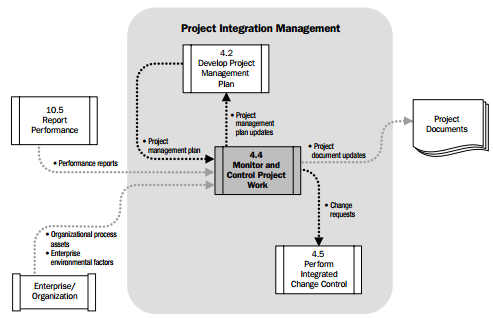 Project Integration Management
4.2
Develop Project
Management
Plan
10.5
Report
Performance
Project
Documents
• Project
management
plan updates
• Project
management plan
4.4
Monitor and
Control Project
Work
• Project
document updates
• Performance reports
• Change
requests
• Organizational process
assets
• Enterprise
environmental factors
4.5
Perform
Integrated
Change Control
Enterprise/
Organization